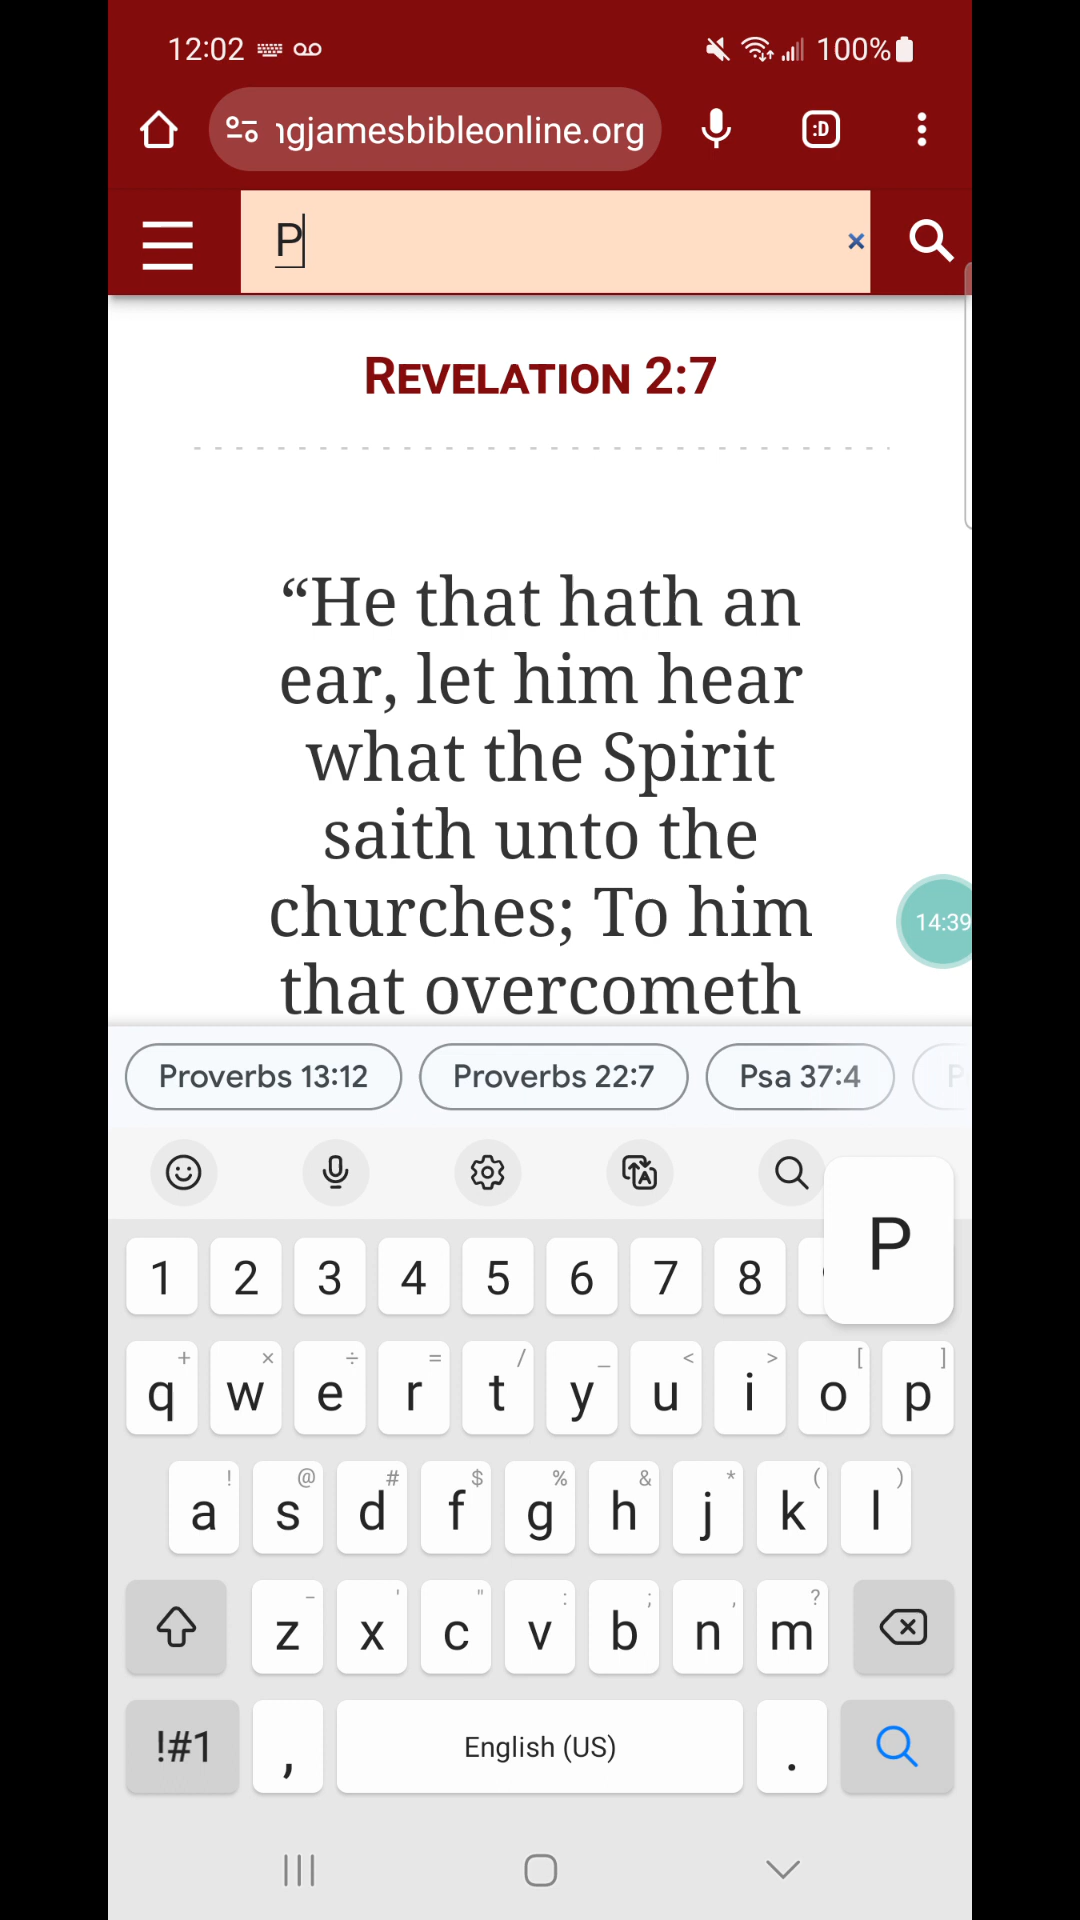 12:02 100%
ngjamesbibleonline.org :D
P
REVELATION 2:7
“He that hath an
ear, let him hear
what the Spirit
saith unto the
churches; To him
that overcometh
14:39
Proverbs 13:12 Proverbs 22:7 Psa 37:4 P
P
1 2 3 4 5 6 7 8
+ × ÷ = / _ < > [ ]
q w e r t y u i o p
! @ # $ % & * ( )
a s d f g h j k l
- ' " : ; , ?
z x c v b n m
!#1 , English (US) .